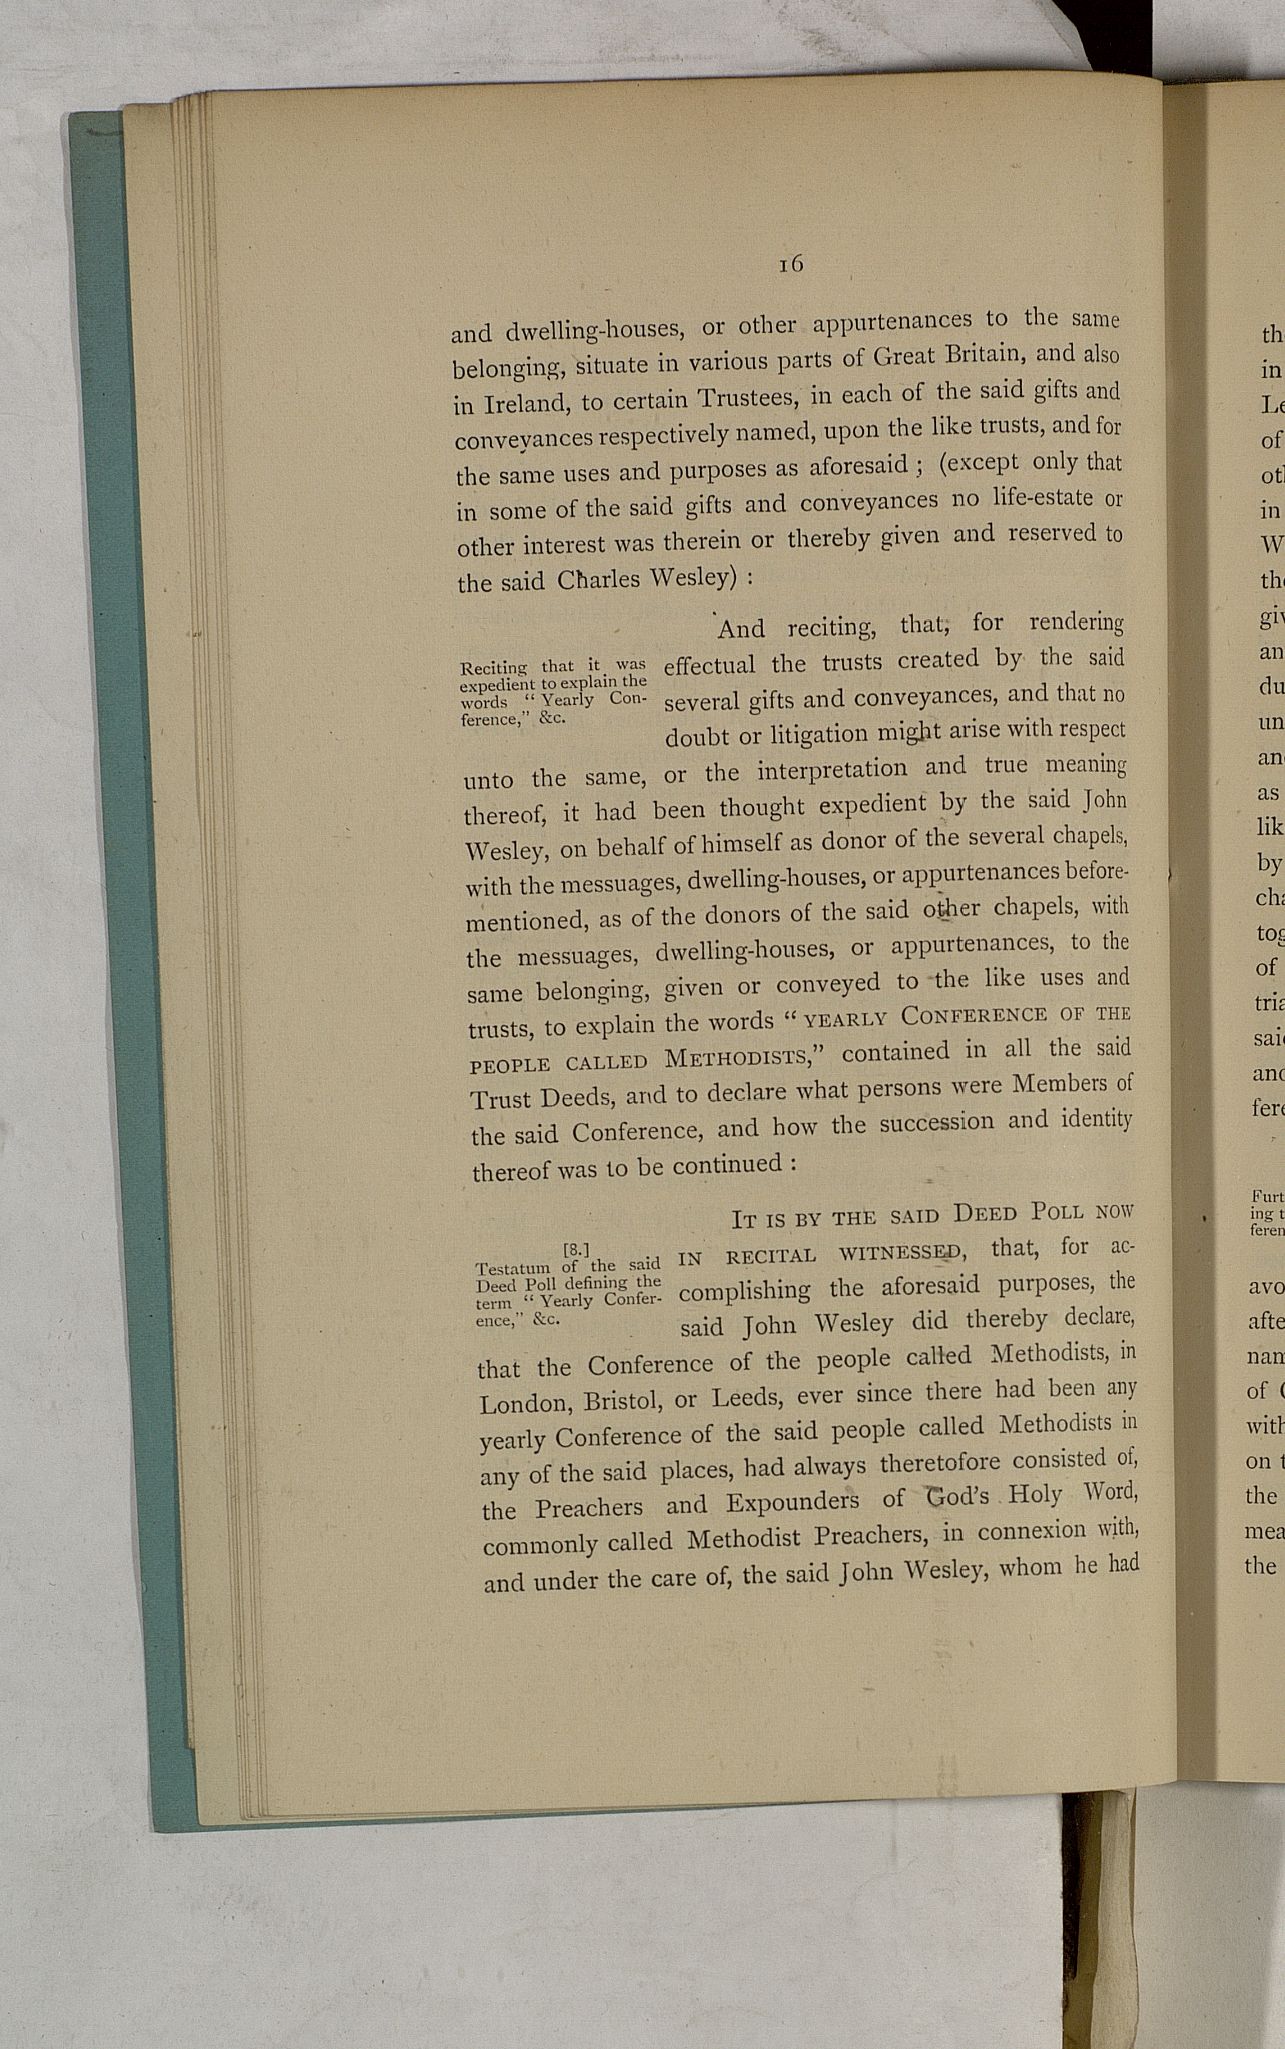 16
and dwelling-houses, or other appurtenances to the same
belonging, situate in various parts of Great Britain, and also
in Ireland, to certain Trustees, in each of the said gifts and
conveyances respectively named, upon the like trusts, and for
the same uses and purposes as aforesaid ; (except only that
in some of the said gifts and conveyances no life-estate or
other interest was therein or thereby given and reserved to
the said Charles Wesley) :
Reciting that it was
expedient to explain the
words “ Yearly Con-
ference,” &c.
And reciting, that, for rendering
effectual the trusts created by the said
several gifts and conveyances, and that no
doubt or litigation might arise with respect
unto the same, or the interpretation and true meaning
thereof, it had been thought expedient by the said John
Wesley, on behalf of himself as donor of the several chapels,
with the messuages, dwelling-houses, or appurtenances before-
mentioned, as of the donors of the said other chapels, with
the messuages, dwelling-houses, or appurtenances, to the
same belonging, given or conveyed to the like uses and
trusts, to explain the words “ YEARLY CONFERENCE OF THE
PEOPLE CALLED METHODISTS,” contained in all the said
Trust Deeds, and to declare what persons were Members of
the said Conference, and how the succession and identity
thereof was to be continued :
[8.]
Testatum of the said
Deed Poll defining the
term “ Yearly Confer-
ence,” &c.
IT IS BY THE SAID DEED POLL NOW
IN RECITAL WITNESSED, that, for ac-
complishing the aforesaid purposes, the
said John Wesley did thereby declare,
that the Conference of the people called Methodists, in
London, Bristol, or Leeds, ever since there had been any
yearly Conference of the said people called Methodists in
any of the said places, had always theretofore consisted of,
the Preachers and Expounders of God’s Holy Word,
commonly called Methodist Preachers, in connexion with,
and under the care of, the said John Wesley, whom he had